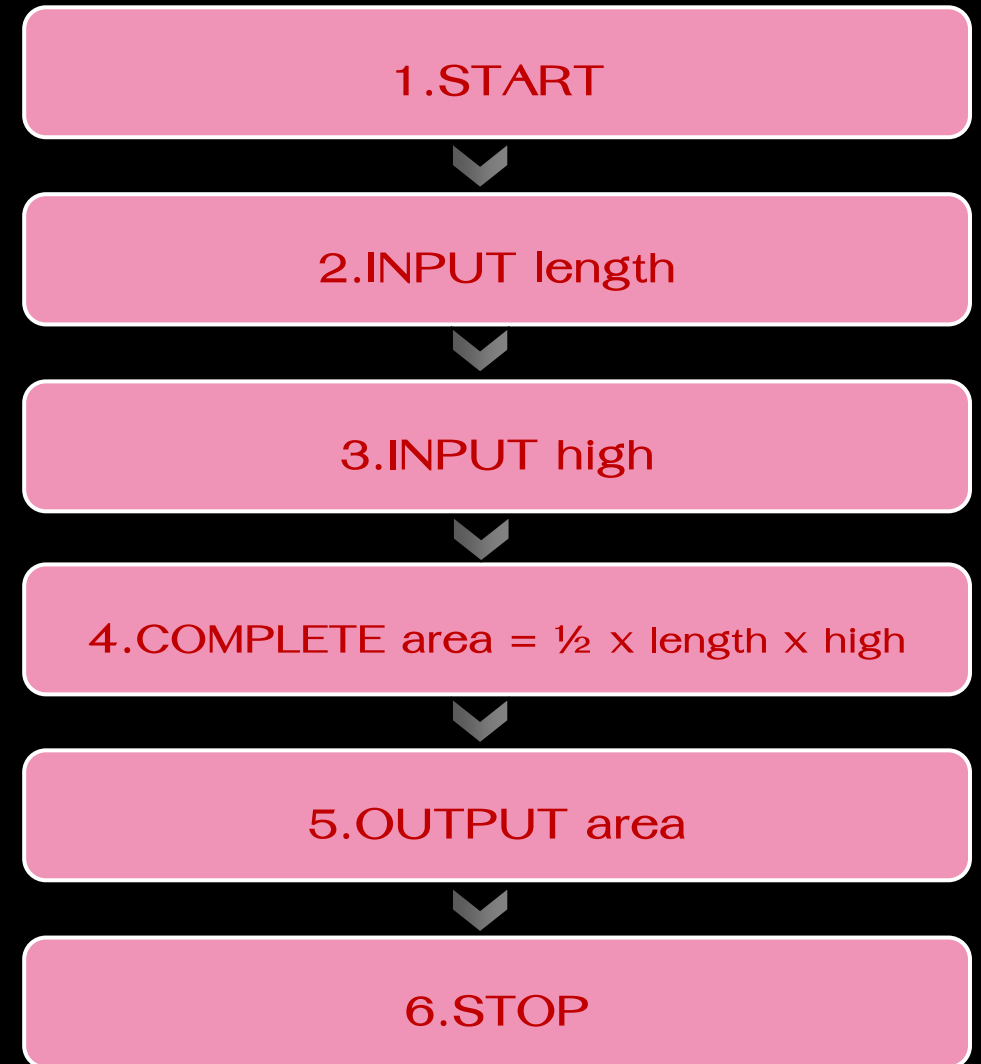 1.START
2.INPUT length
3.INPUT high
4.COMPLETE area = ½ x length x high
5.OUTPUT area
6.STOP